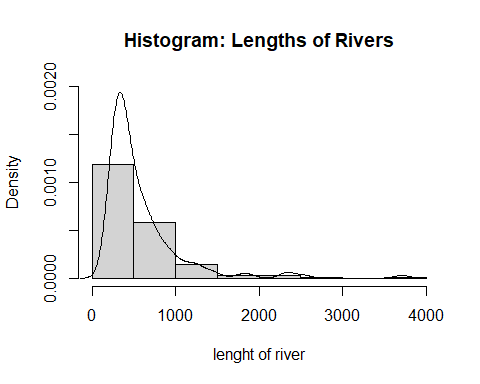 Histogram: Lengths of Rivers
Density
0.0020
0.0010
0.0000
0 1000 2000 3000 4000
lenght of river